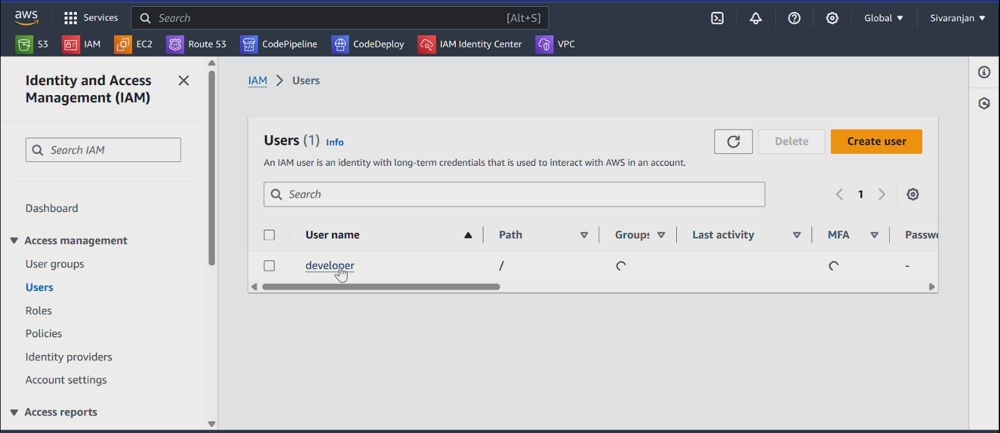 aws Services Search [Alt+S] Global Sivaranjan
S3 IAM EC2 Route 53 CodePipeline CodeDeploy IAM Identity Center VPC
Identity and Access
Management (IAM)
Search IAM
Dashboard
Access management
User groups
Users
Roles
Policies
Identity providers
Account settings
Access reports
IAM > Users
Users (1) Info
Delete
Create user
An IAM user is an identity with long-term credentials that is used to interact with AWS in an account.
Search
1
User name Path Groups Last activity MFA Passw
developer / -